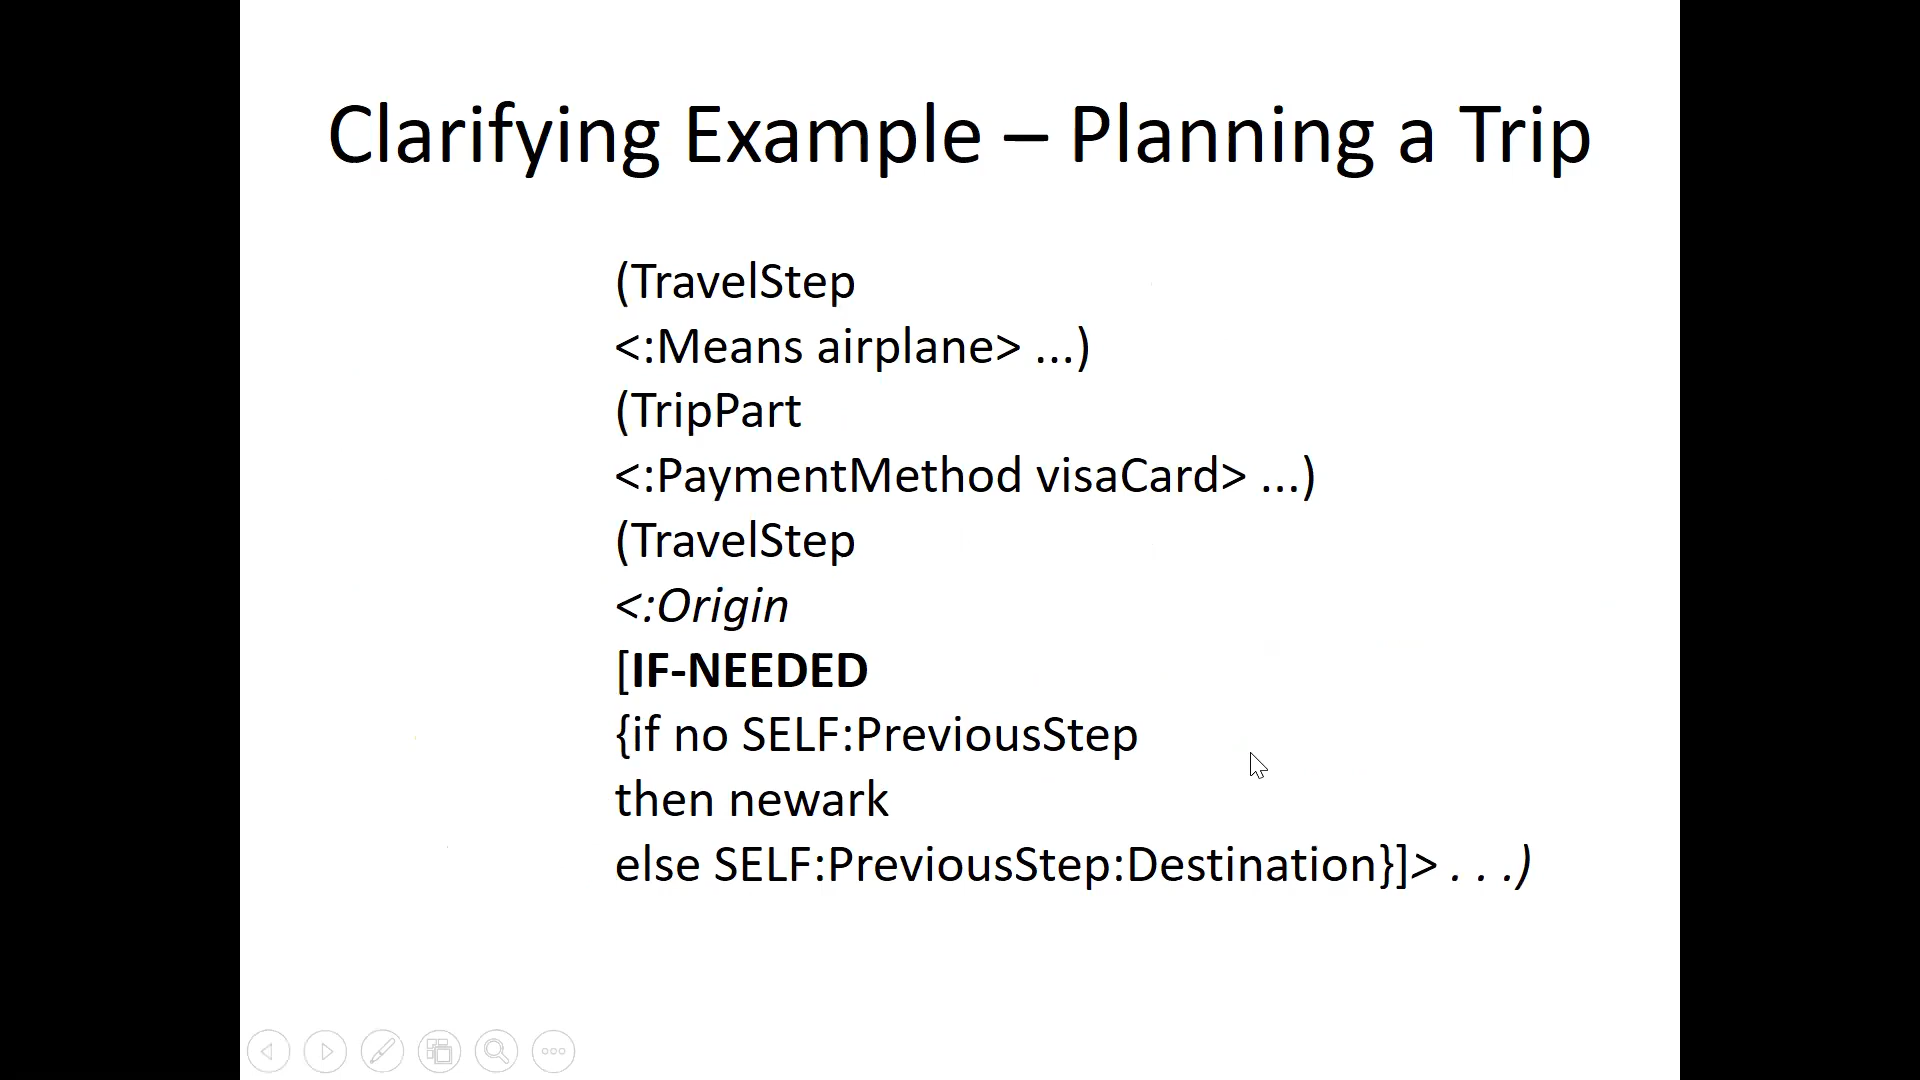 Clarifying Example – Planning a Trip
(TravelStep
<:Means airplane> ...)
(TripPart
<:PaymentMethod visaCard> ...)
(TravelStep
<:Origin
[IF-NEEDED
{if no SELF:PreviousStep
then newark
else SELF:PreviousStep:Destination}]> . . .)